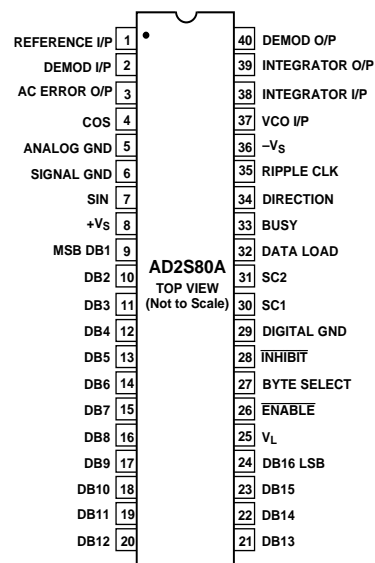 REFERENCE I/P 1
DEMOD I/P 2
AC ERROR O/P 3
COS 4
ANALOG GND 5
SIGNAL GND 6
SIN 7
+VS 8
MSB DB1 9
DB2 10
DB3 11
DB4 12
DB5 13
DB6 14
DB7 15
DB8 16
DB9 17
DB10 18
DB11 19
DB12 20
AD2S80A
TOP VIEW
(Not to Scale)
40 DEMOD O/P
39 INTEGRATOR O/P
38 INTEGRATOR I/P
37 VCO I/P
36 –VS
35 RIPPLE CLK
34 DIRECTION
33 BUSY
32 DATA LOAD
31 SC2
30 SC1
29 DIGITAL GND
28 INHIBIT
27 BYTE SELECT
26 ENABLE
25 VL
24 DB16 LSB
23 DB15
22 DB14
21 DB13